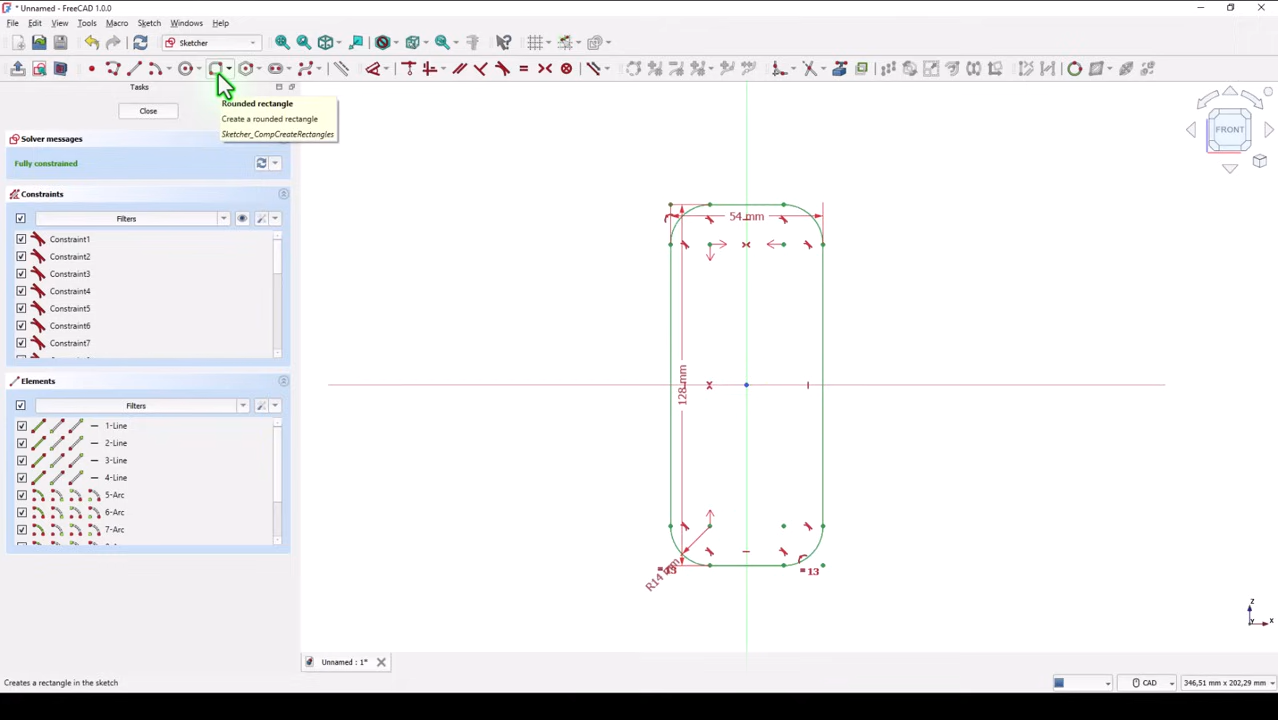 * Unnamed - FreeCAD 1.0.0
File Edit View Tools Macro Sketch Windows Help
Sketcher
Tasks
Close
Rounded rectangle
Create a rounded rectangle
Sketcher_CompCreateRectangles
Solver messages
Fully constrained
Constraints
Filters
Constraint1
Constraint2
Constraint3
Constraint4
Constraint5
Constraint6
Constraint7
Elements
Filters
1-Line
2-Line
3-Line
4-Line
5-Arc
6-Arc
7-Arc
FRONT
54 mm
128 mm
R14 mm
= 13
= 13
Z
Y
X
Unnamed : 1*
Creates a rectangle in the sketch
CAD
346,51 mm x 202,29 mm